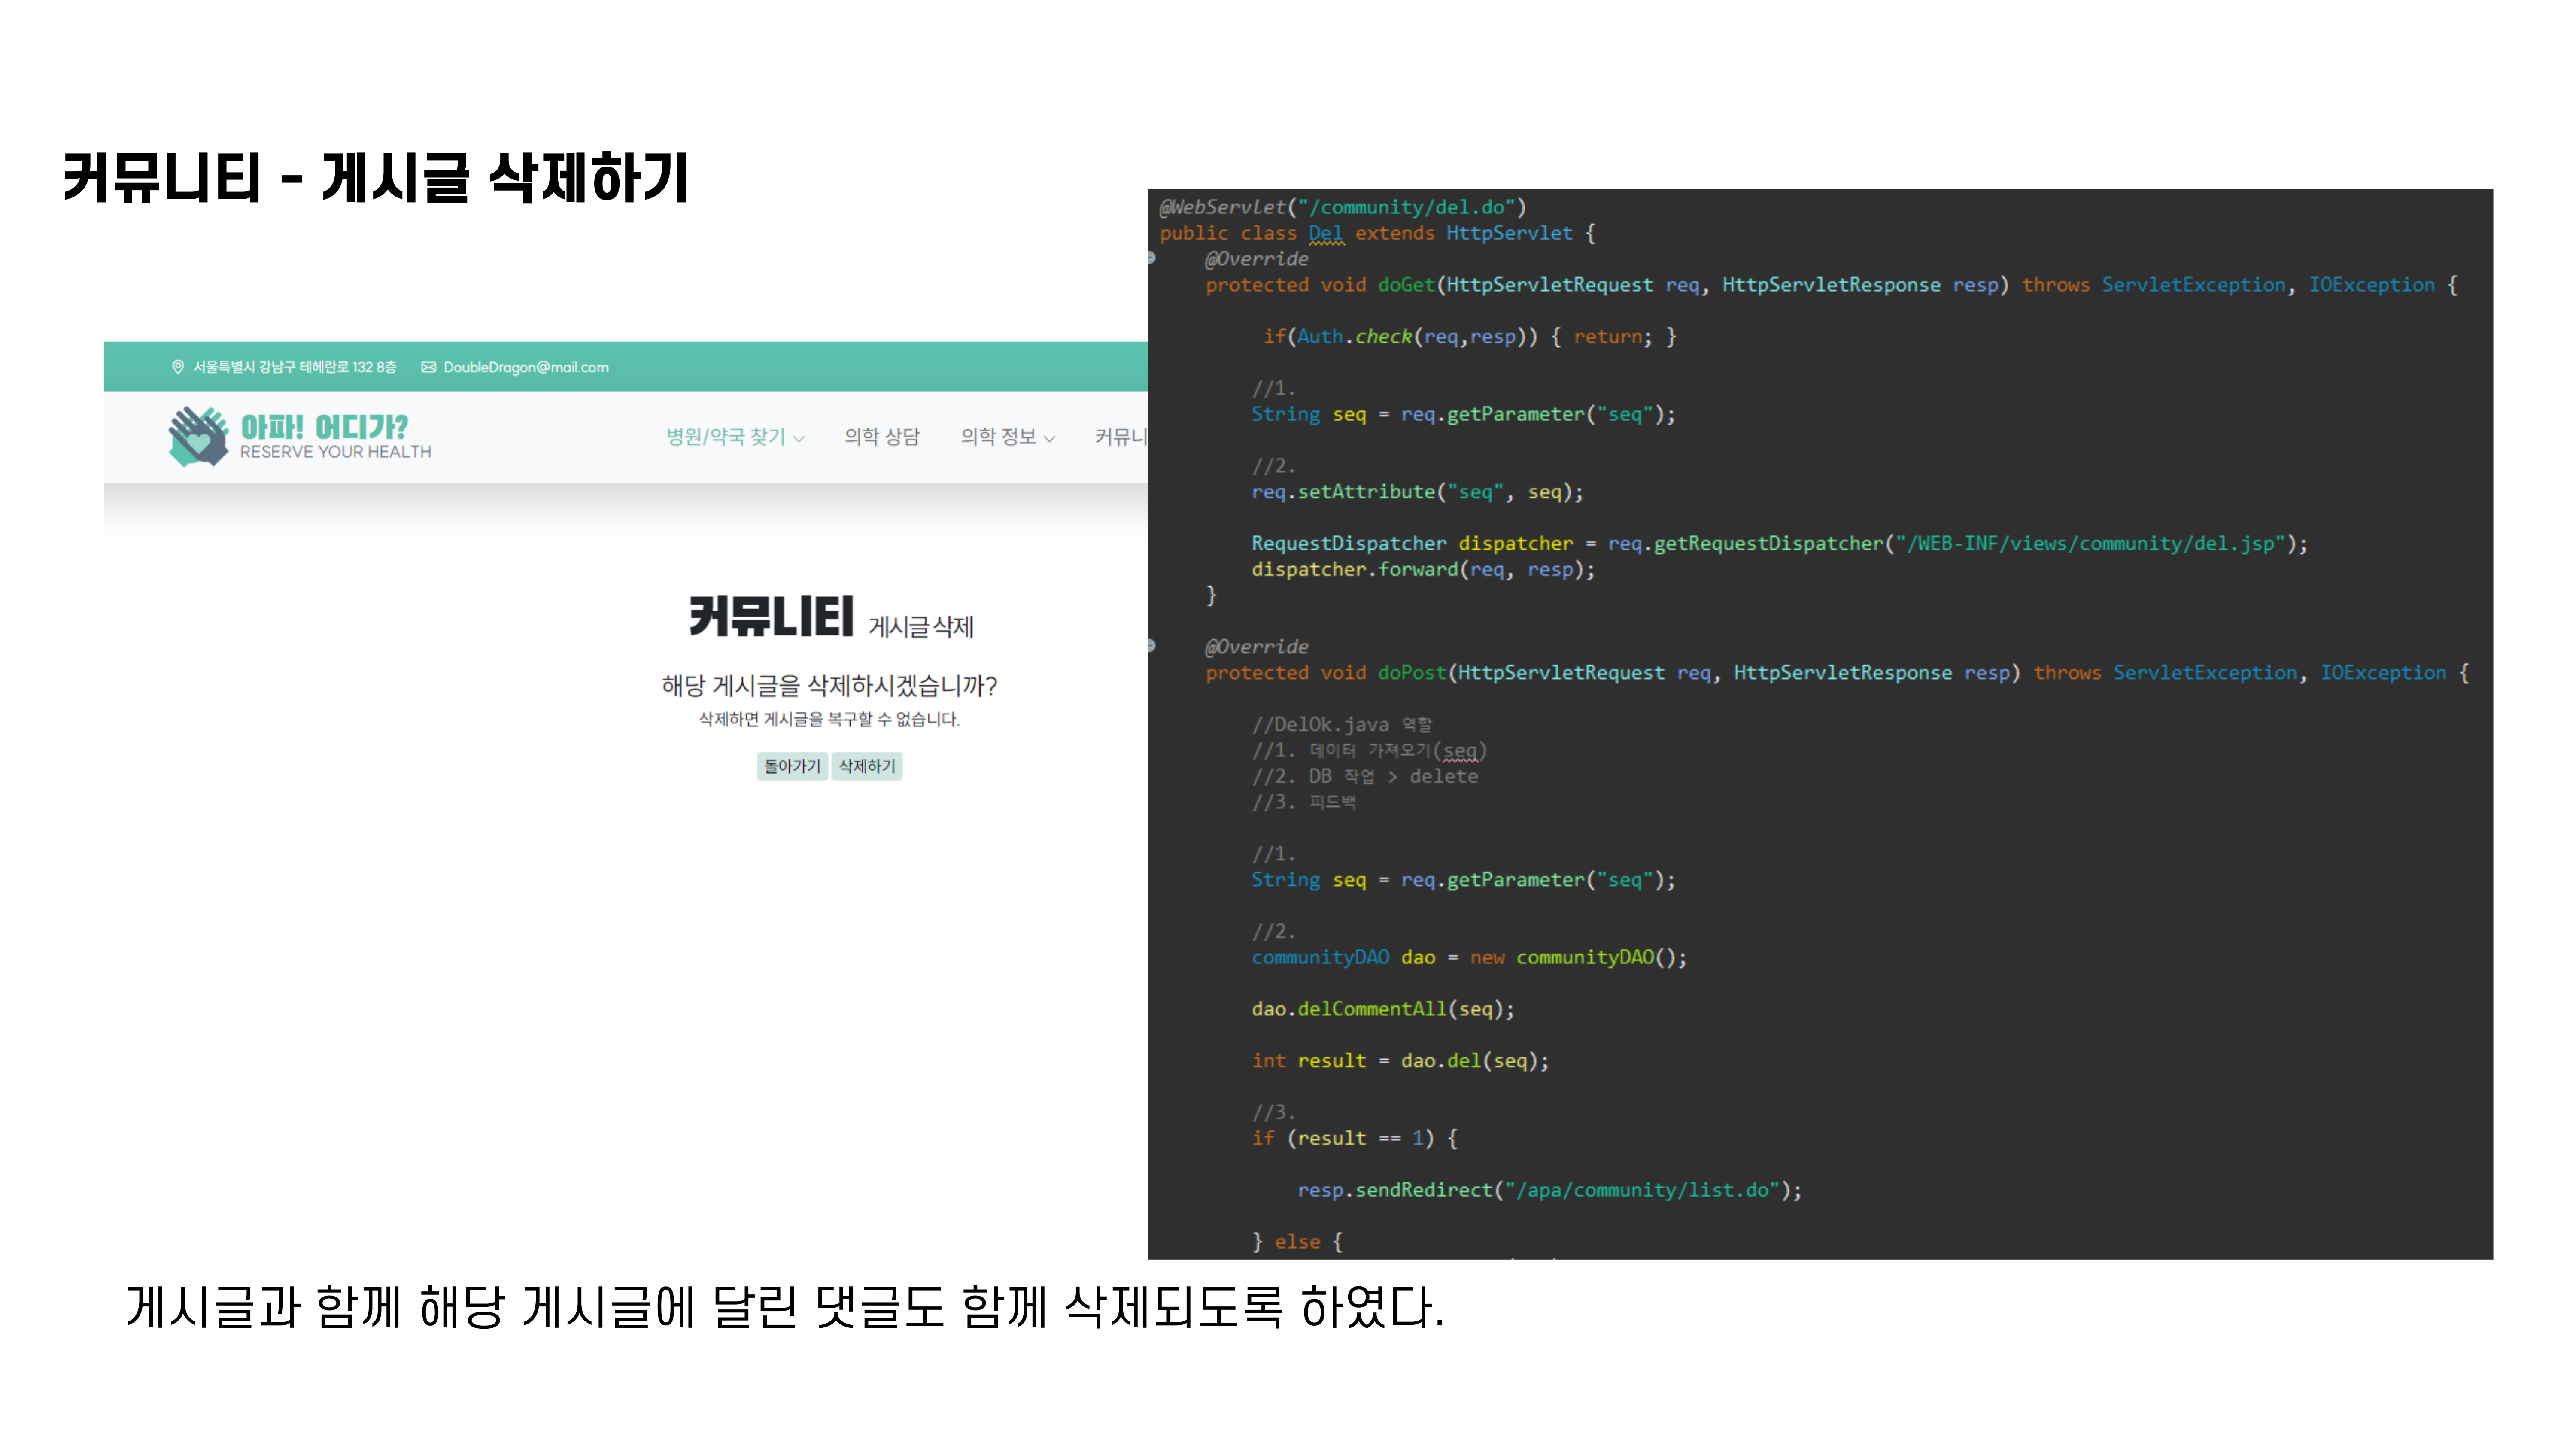 커뮤니티 - 게시글 삭제하기
서울특별시 강남구 테헤란로 132 8층 DoubleDragon@mail.com
아파! 어디가?
RESERVE YOUR HEALTH
병원/약국 찾기 의학 상담 의학 정보 커뮤니
커뮤니티 게시글 삭제
해당 게시글을 삭제하시겠습니까?
삭제하면 게시글을 복구할 수 없습니다.
돌아가기 삭제하기
@WebServlet("/community/del.do")
public class Del extends HttpServlet {
@Override
protected void doGet(HttpServletRequest req, HttpServletResponse resp) throws ServletException, IOException {
if(Auth.check(req,resp)) { return; }
//1.
String seq = req.getParameter("seq");
//2.
req.setAttribute("seq", seq);
RequestDispatcher dispatcher = req.getRequestDispatcher("/WEB-INF/views/community/del.jsp");
dispatcher.forward(req, resp);
}
@Override
protected void doPost(HttpServletRequest req, HttpServletResponse resp) throws ServletException, IOException {
//DelOk.java 역할
//1. 데이터 가져오기(seq)
//2. DB 작업 > delete
//3. 피드백
//1.
String seq = req.getParameter("seq");
//2.
communityDAO dao = new communityDAO();
dao.delCommentAll(seq);
int result = dao.del(seq);
//3.
if (result == 1) {
resp.sendRedirect("/apa/community/list.do");
} else {
게시글과 함께 해당 게시글에 달린 댓글도 함께 삭제되도록 하였다.